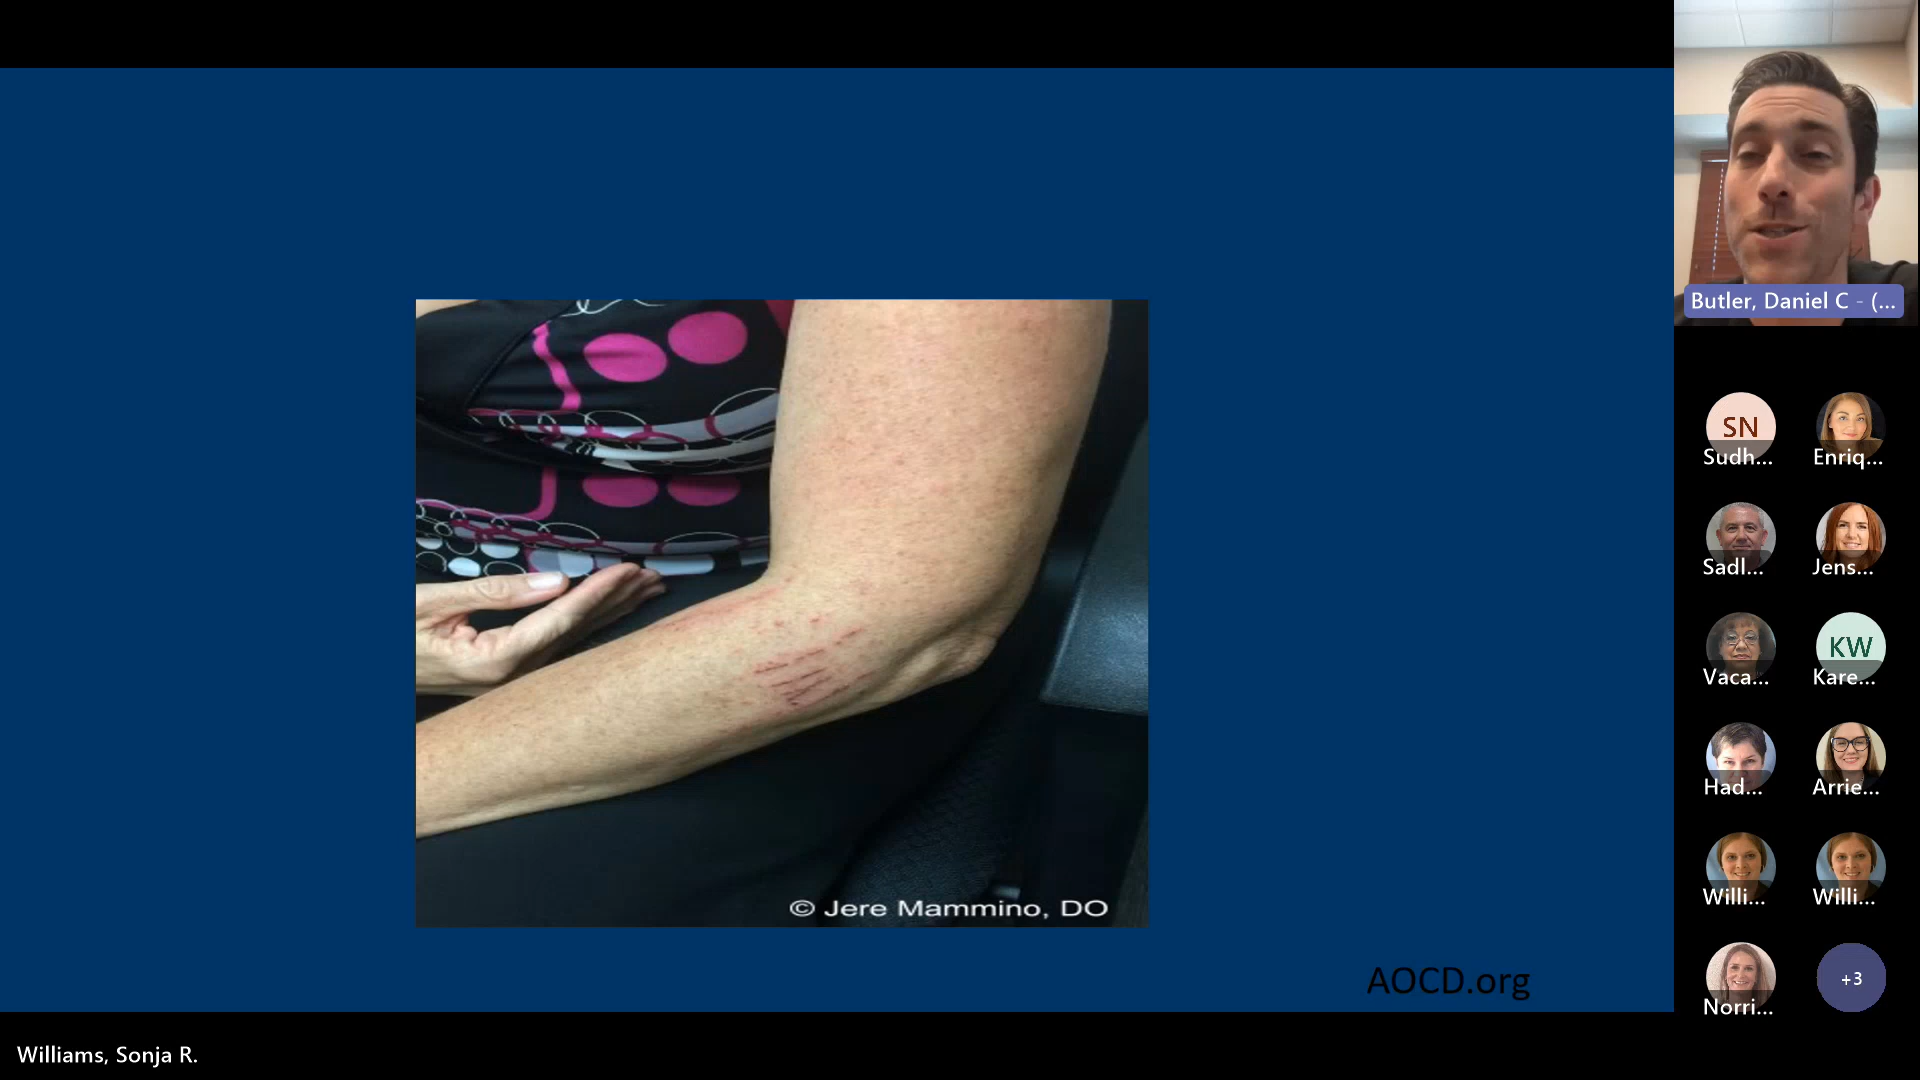 Butler, Daniel C - (...
SN
Sudh...
Enriq...
Sadl...
Jens...
Vaca...
KW
Kare...
Had...
Arrie...
Willi...
Willi...
Norri...
+3
© Jere Mammino, DO
AOCD.org
Williams, Sonja R.